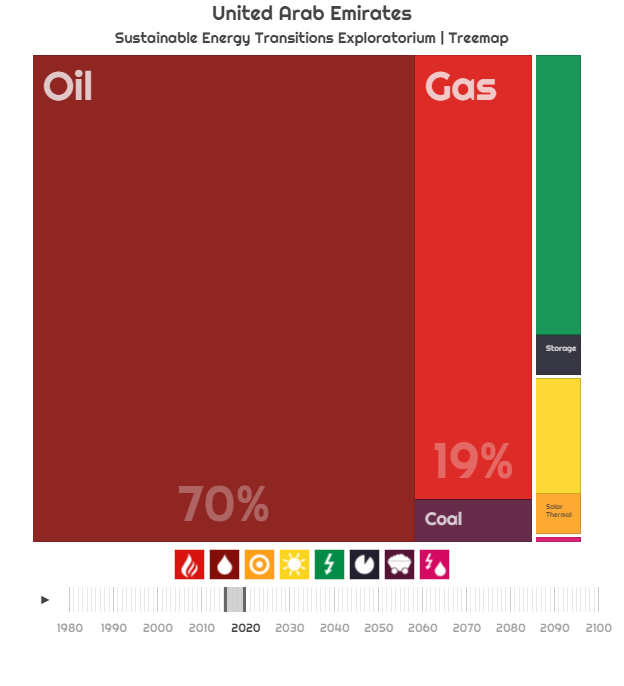 United Arab Emirates
Sustainable Energy Transitions Exploratorium | Treemap
Oil
Gas
Storage
19%
70%
Solar
Thermal
Coal
1980 1990 2000 2010 2020 2030 2040 2050 2060 2070 2080 2090 2100